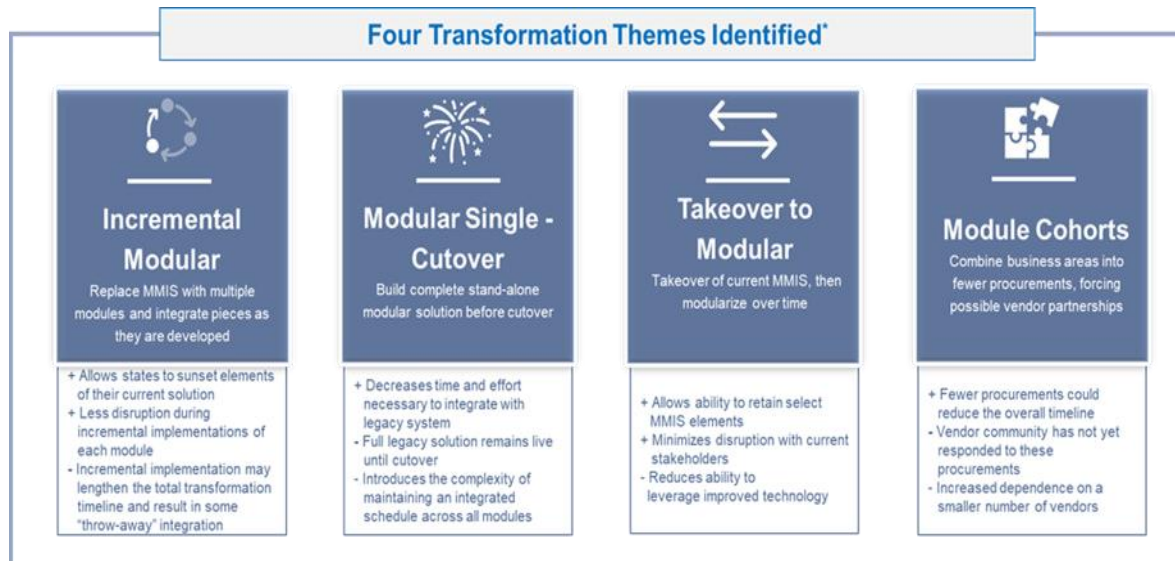 Four Transformation Themes Identified*
Incremental
Modular
Replace MMIS with multiple
modules and integrate pieces as
they are developed
+ Allows states to sunset elements
of their current solution
+ Less disruption during
incremental implementations of
each module
- Incremental implementation may
lengthen the total transformation
timeline and result in some
“throw-away” integration
Modular Single -
Cutover
Build complete stand-alone
modular solution before cutover
+ Decreases time and effort
necessary to integrate with
legacy system
- Full legacy solution remains live
until cutover
- Introduces the complexity of
maintaining an integrated
schedule across all modules
Takeover to
Modular
Takeover of current MMIS, then
modularize over time
+ Allows ability to retain select
MMIS elements
+ Minimizes disruption with current
stakeholders
- Reduces ability to
leverage improved technology
Module Cohorts
Combine business areas into
fewer procurements, forcing
possible vendor partnerships
+ Fewer procurements could
reduce the overall timeline
- Vendor community has not yet
responded to these
procurements
- Increased dependence on a
smaller number of vendors